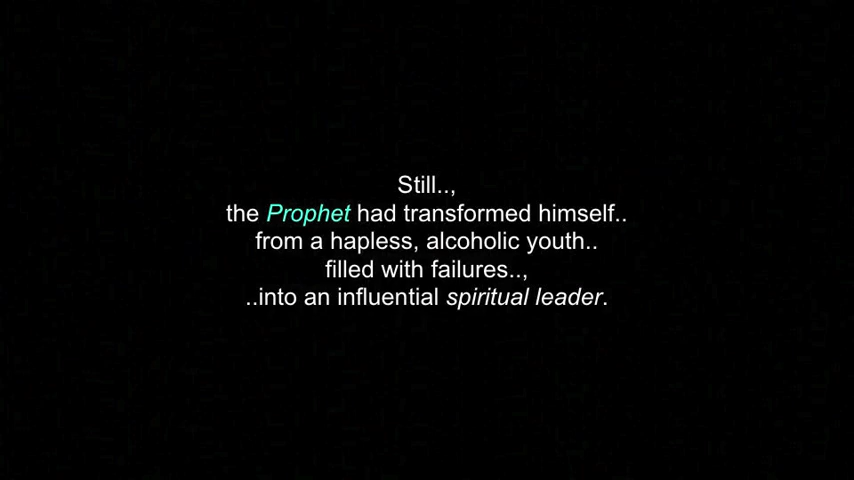 Still..,
the Prophet had transformed himself..
from a hapless, alcoholic youth..
filled with failures..,
..into an influential spiritual leader.